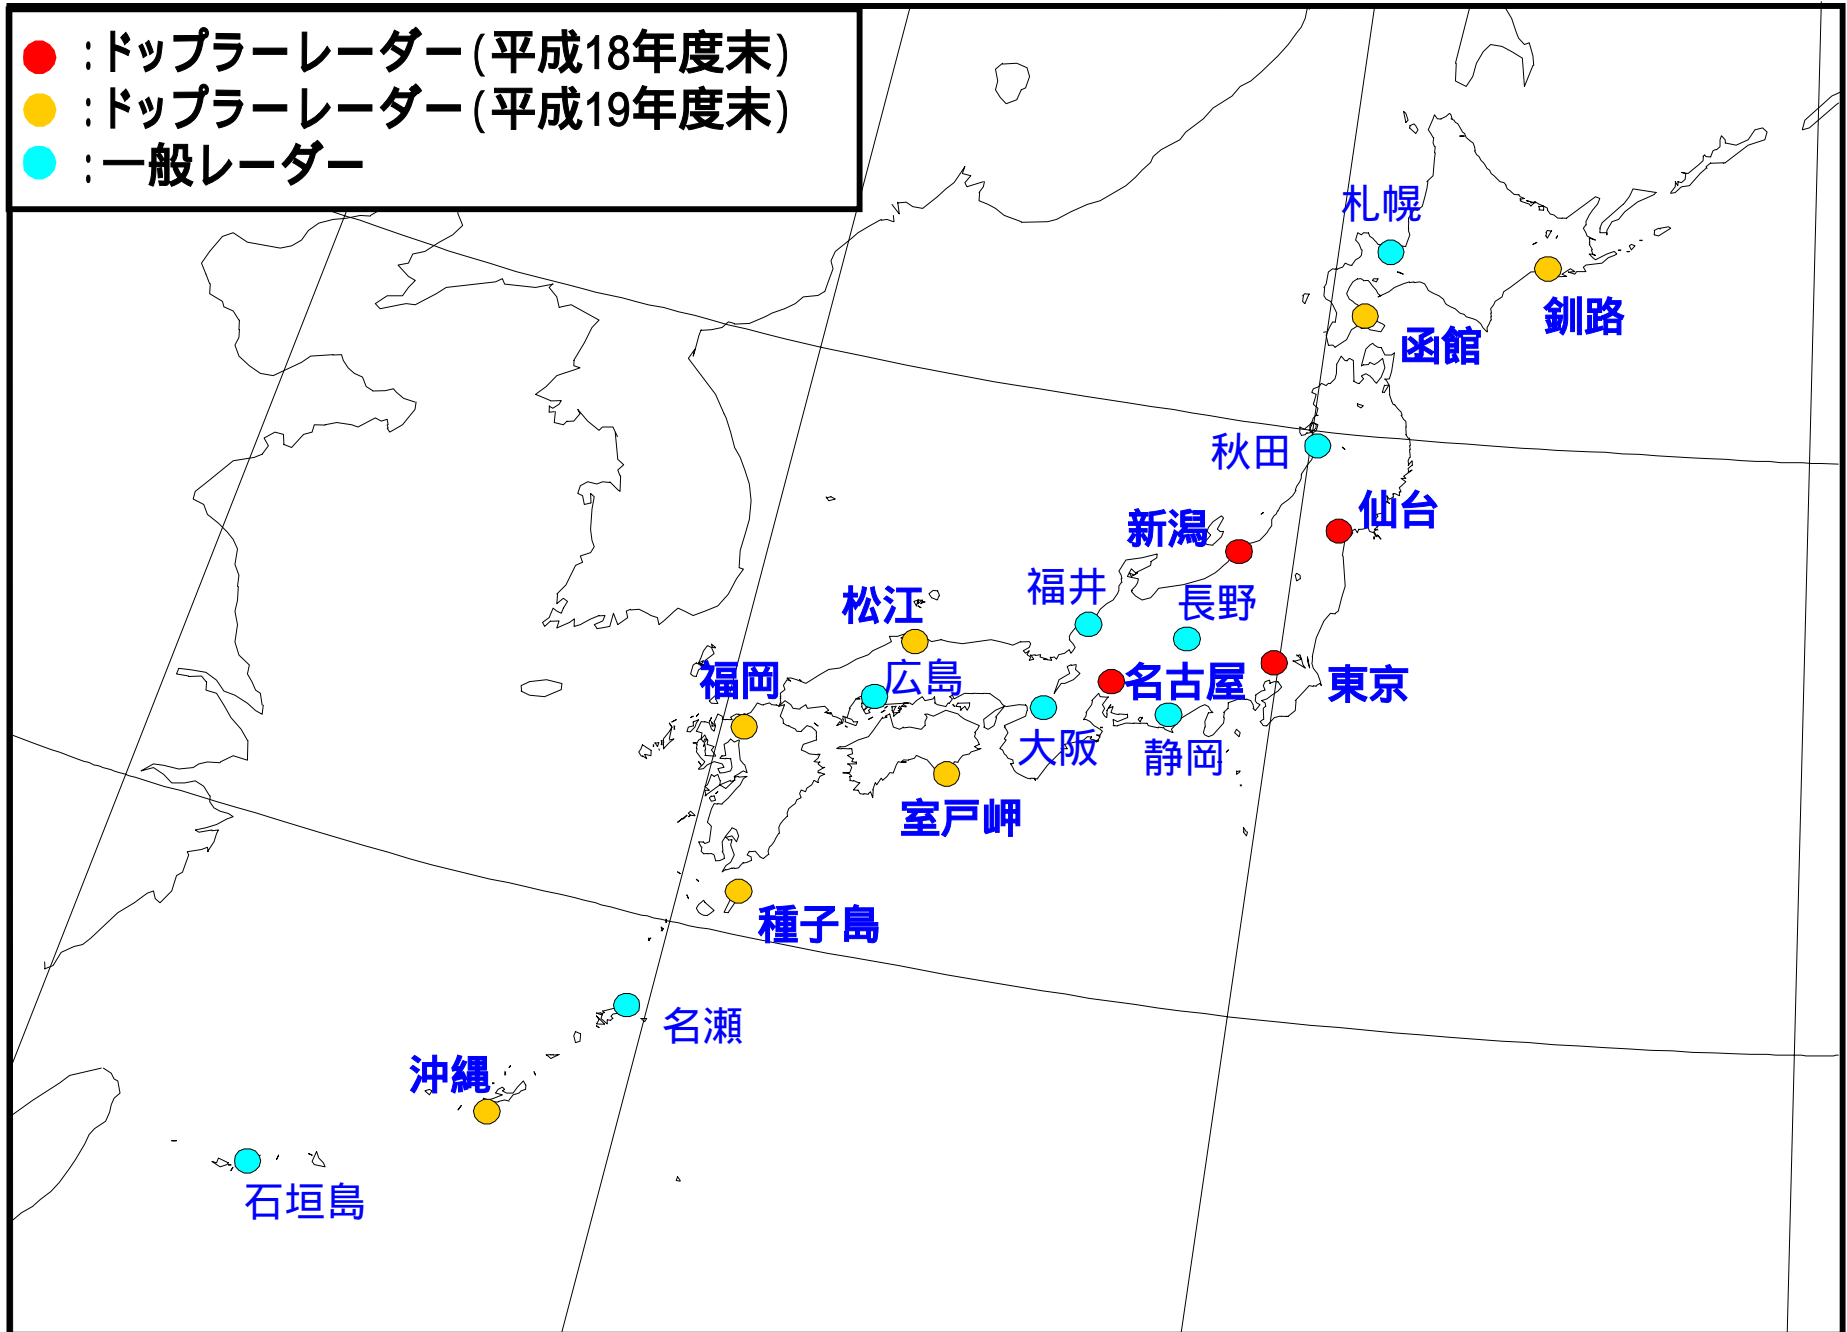 ：ドップラーレーダー(平成18年度末)
：ドップラーレーダー(平成19年度末)
：一般レーダー
札幌
釧路
函館
秋田
仙台
新潟
福井
長野
松江
広島
福岡
名古屋
東京
大阪
静岡
室戸岬
種子島
名瀬
沖縄
石垣島